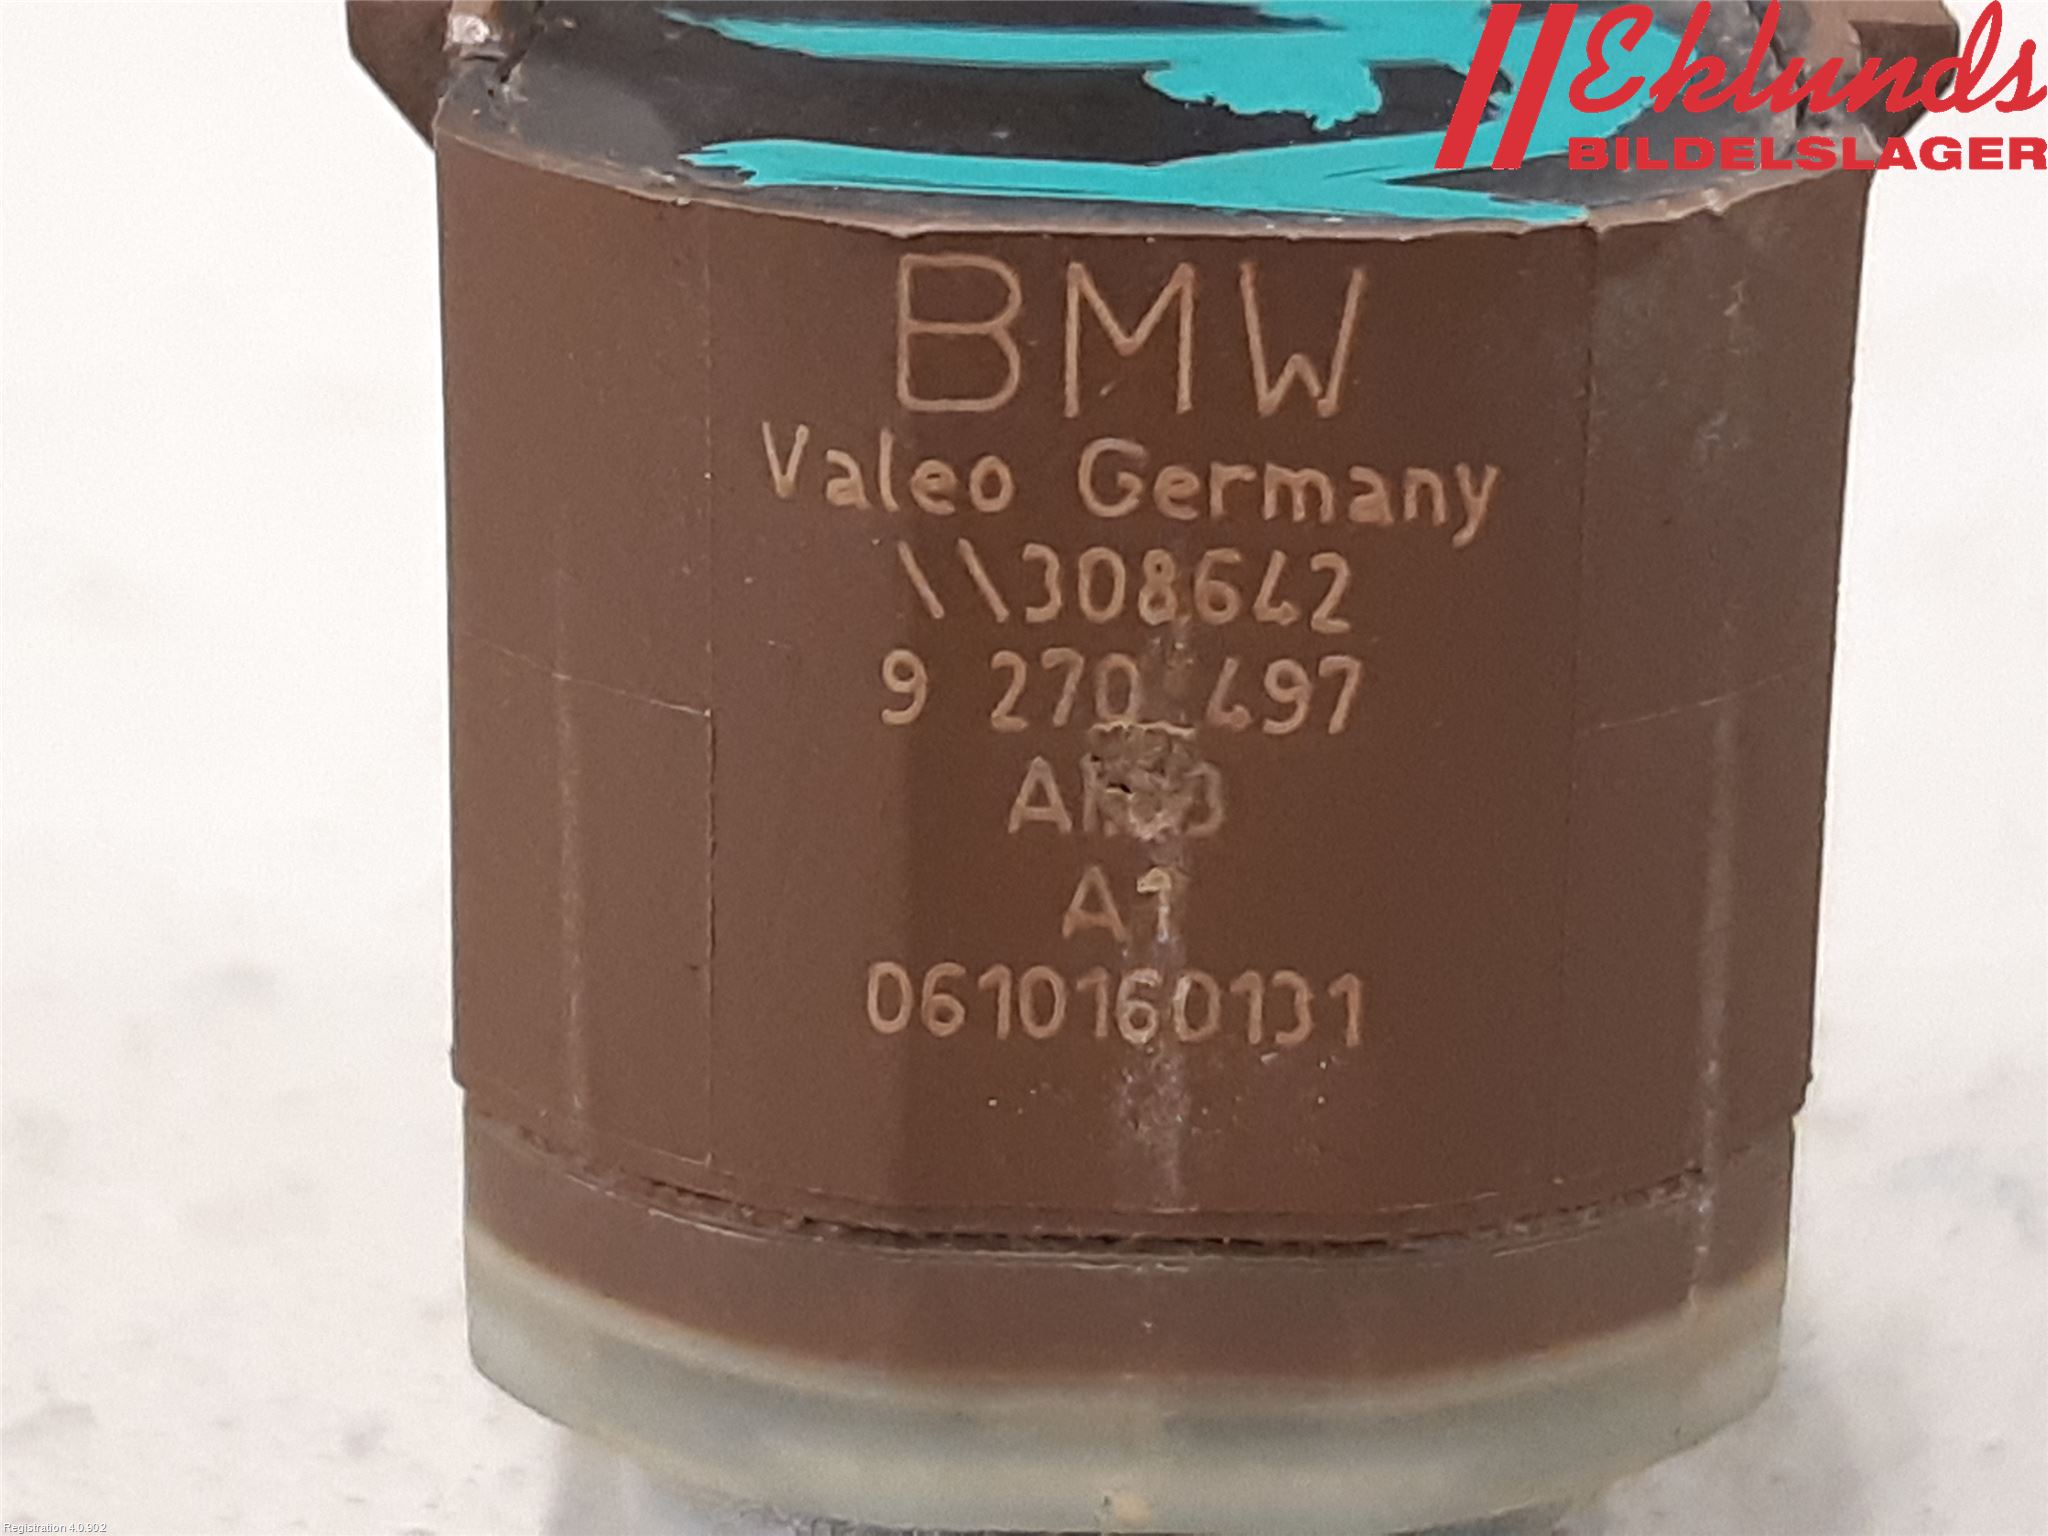 Eklunds
BILDELSLAGER
BMW
Valeo Germany
\\308642
9 270 497
A1
0610160131
Registration 4.0.902